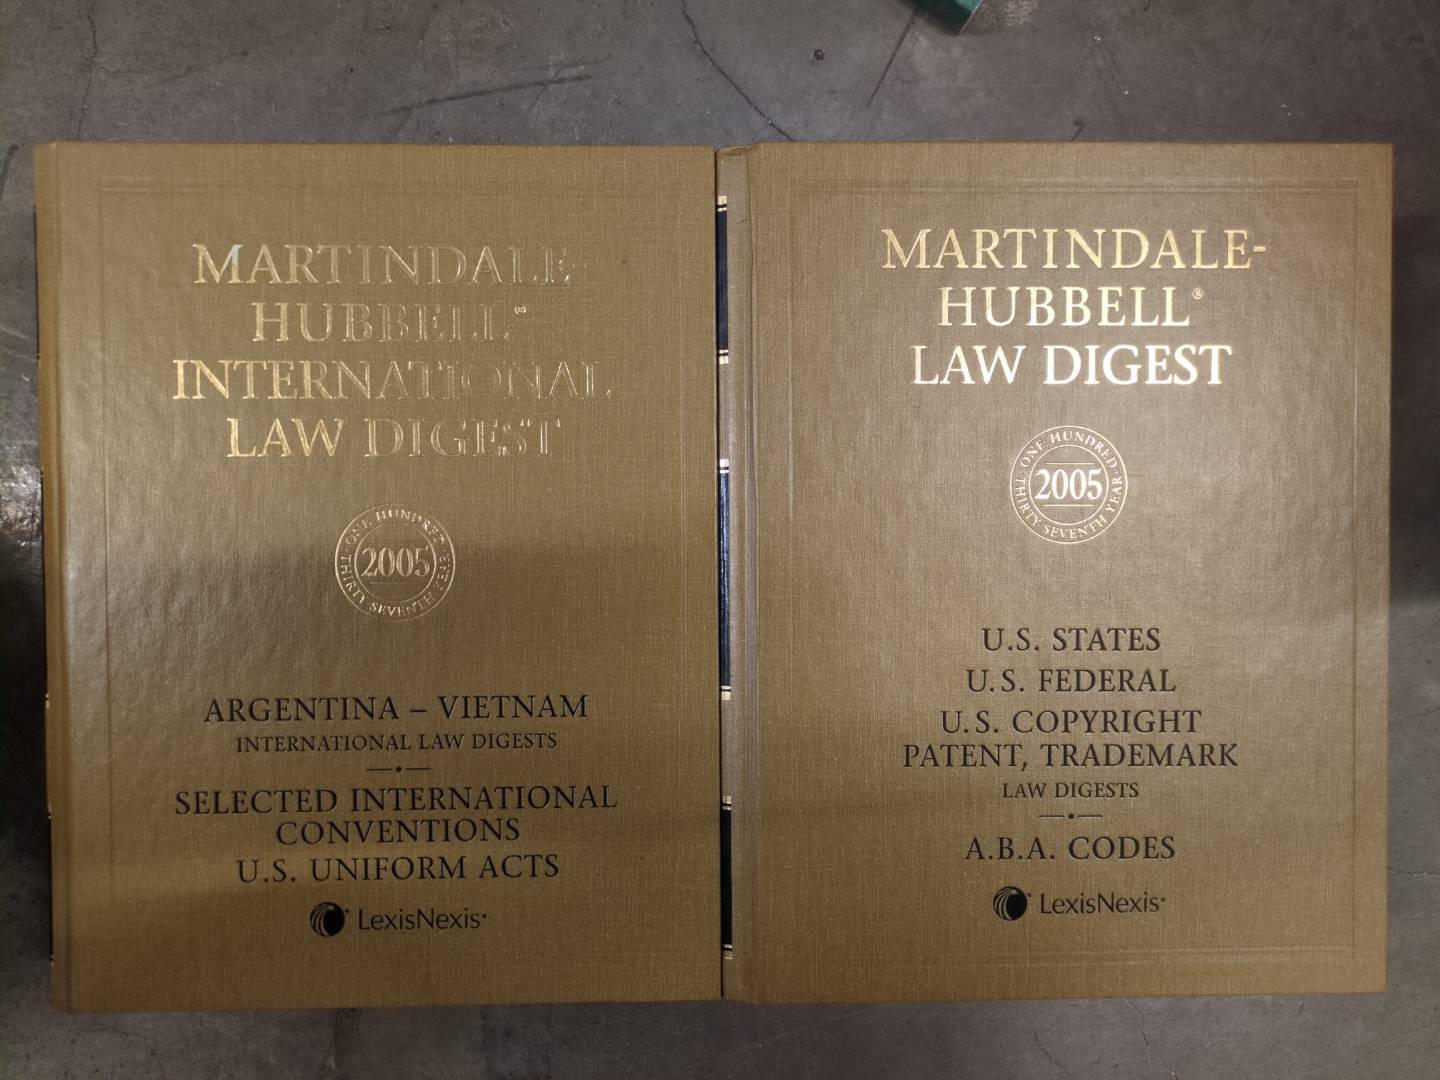 MARTINDALE-
HUBBELL®
INTERNATIONAL
LAW DIGEST
ONE HUNDRED
2005
THIRTY SEVENTH YEAR
ARGENTINA – VIETNAM
INTERNATIONAL LAW DIGESTS
SELECTED INTERNATIONAL
CONVENTIONS
U.S. UNIFORM ACTS
LexisNexis®
MARTINDALE-
HUBBELL®
LAW DIGEST
ONE HUNDRED
2005
THIRTY SEVENTH YEAR
U.S. STATES
U.S. FEDERAL
U.S. COPYRIGHT
PATENT, TRADEMARK
LAW DIGESTS
A.B.A. CODES
LexisNexis®